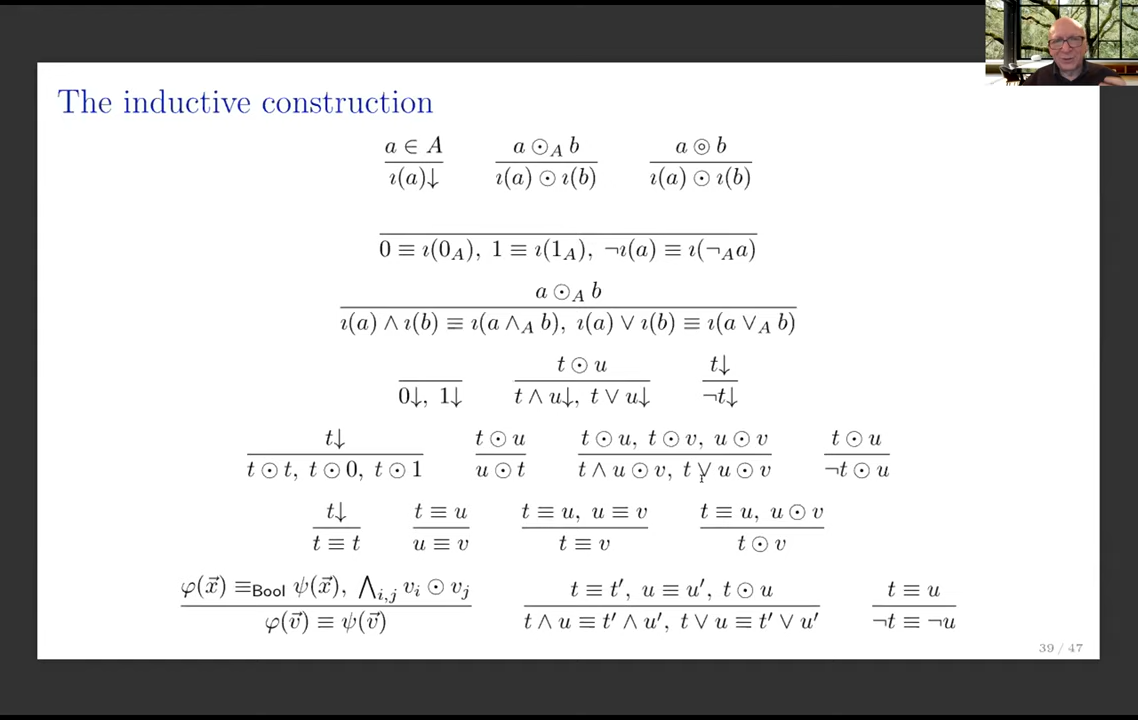 The inductive construction
a ∈ A    a ⊙_A b    a ⊚ b
ı(a)↓    ı(a) ⊙ ı(b)    ı(a) ⊙ ı(b)
0 ≡ ı(0_A), 1 ≡ ı(1_A), ¬ı(a) ≡ ı(¬_A a)
a ⊙_A b
ı(a) ∧ ı(b) ≡ ı(a ∧_A b), ı(a) ∨ ı(b) ≡ ı(a ∨_A b)
t ⊙ u    t↓
0↓, 1↓    t ∧ u↓, t ∨ u↓    ¬t↓
t↓    t ⊙ u    t ⊙ u, t ⊙ v, u ⊙ v    t ⊙ u
t ⊙ t, t ⊙ 0, t ⊙ 1    u ⊙ t    t ∧ u ⊙ v, t ∨ u ⊙ v    ¬t ⊙ u
t↓    t ≡ u    t ≡ u, u ≡ v    t ≡ u, u ⊙ v
t ≡ t    u ≡ v    t ≡ v    t ⊙ v
φ(x⃗) ≡_Bool ψ(x⃗), ⋀_{i,j} v_i ⊙ v_j    t ≡ t′, u ≡ u′, t ⊙ u    t ≡ u
φ(v⃗) ≡ ψ(v⃗)    t ∧ u ≡ t′ ∧ u′, t ∨ u ≡ t′ ∨ u′    ¬t ≡ ¬u
39 / 47